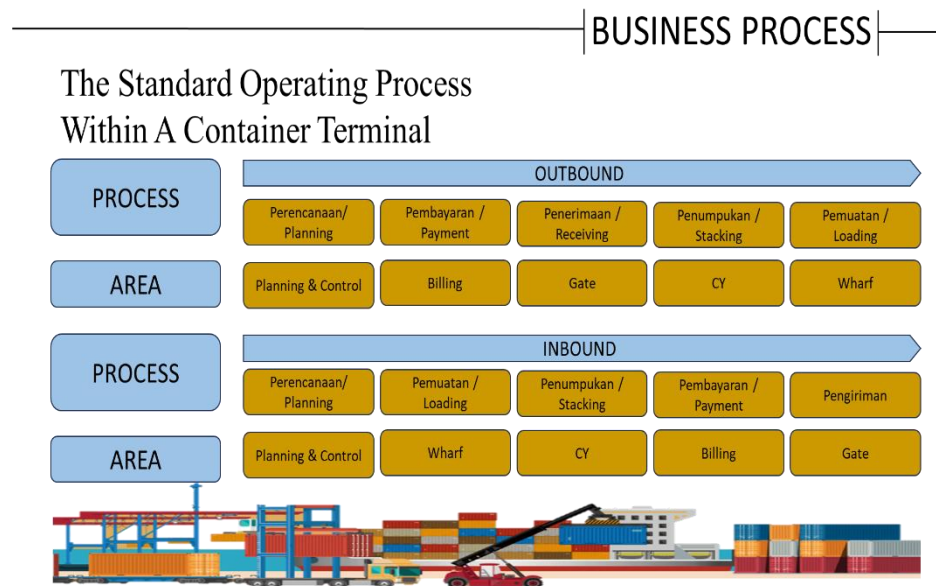 BUSINESS PROCESS
The Standard Operating Process
Within A Container Terminal
PROCESS
OUTBOUND
Perencanaan/
Planning
Pembayaran /
Payment
Penerimaan /
Receiving
Penumpukan /
Stacking
Pemuatan /
Loading
AREA
Planning & Control
Billing
Gate
CY
Wharf
PROCESS
INBOUND
Perencanaan/
Planning
Pemuatan /
Loading
Penumpukan /
Stacking
Pembayaran /
Payment
Pengiriman
AREA
Planning & Control
Wharf
CY
Billing
Gate